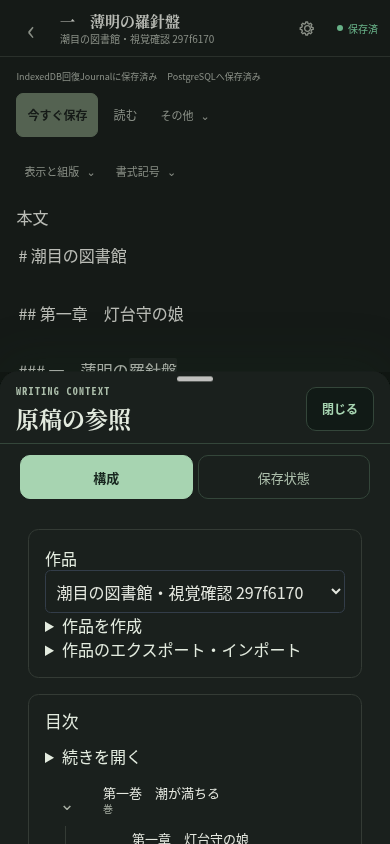 一　薄明の羅針盤
潮目の図書館・視覚確認 297f6170
保存済
IndexedDB回復Journalに保存済み　PostgreSQLへ保存済み
今すぐ保存　読む　その他
表示と組版　書式記号
本文
# 潮目の図書館
## 第一章　灯台守の娘
### 一　薄明の羅針盤
WRITING CONTEXT
原稿の参照
閉じる
構成　保存状態
作品
潮目の図書館・視覚確認 297f6170
作品を作成
作品のエクスポート・インポート
目次
続きを開く
第一巻　潮が満ちる
巻
第一章　灯台守の娘